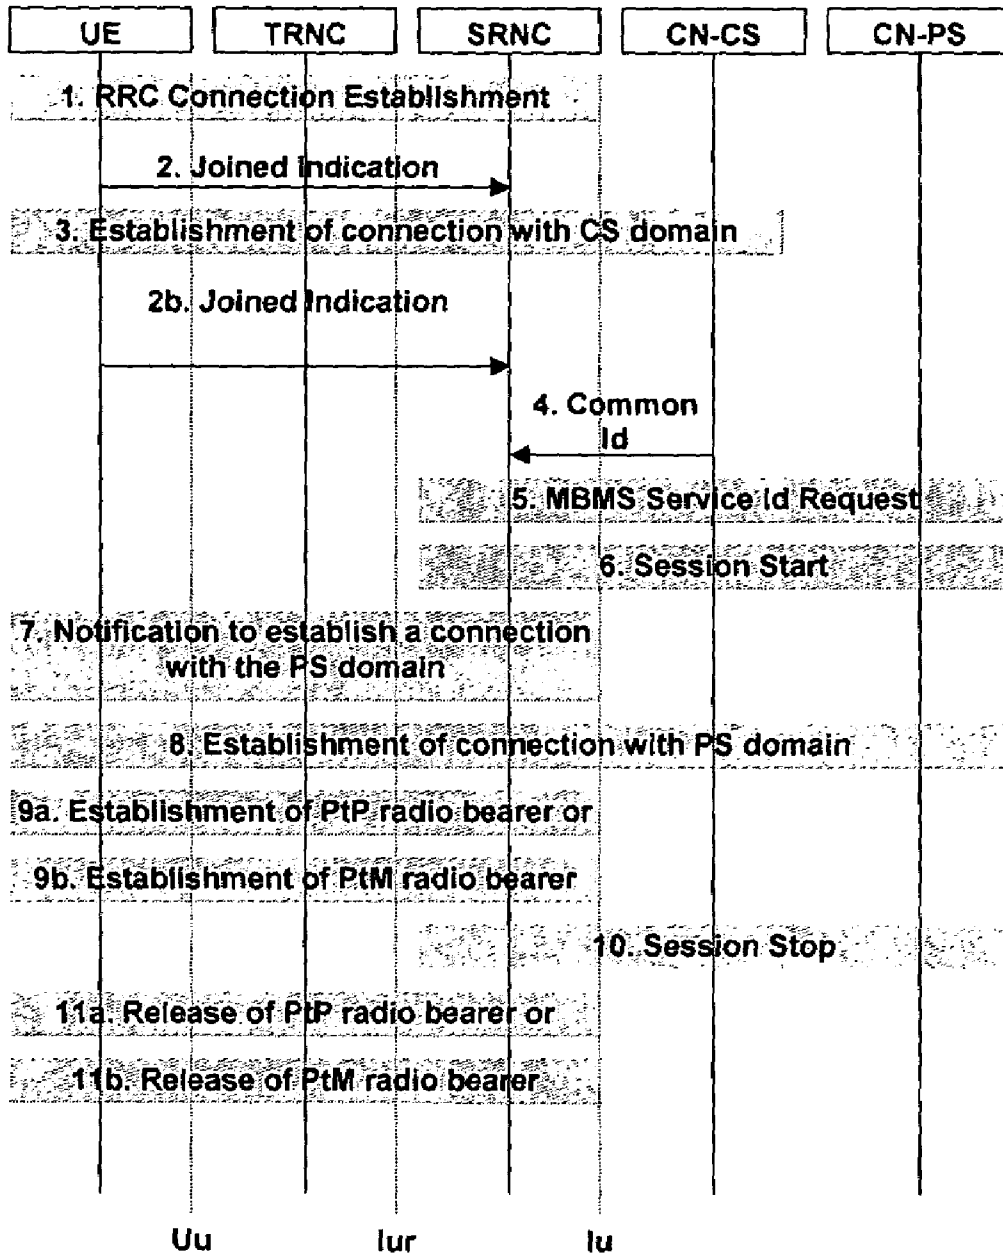 UE TRNC SRNC CN-CS CN-PS
1. RRC Connection Establishment
2. Joined Indication
3. Establishment of connection with CS domain
2b. Joined Indication
4. Common
Id
5. MBMS Service Id Request
6. Session Start
7. Notification to establish a connection
with the PS domain
8. Establishment of connection with PS domain
9a. Establishment of PtP radio bearer or
9b. Establishment of PtM radio bearer
10. Session Stop
11a. Release of PtP radio bearer or
11b. Release of PtM radio bearer
Uu Iur Iu